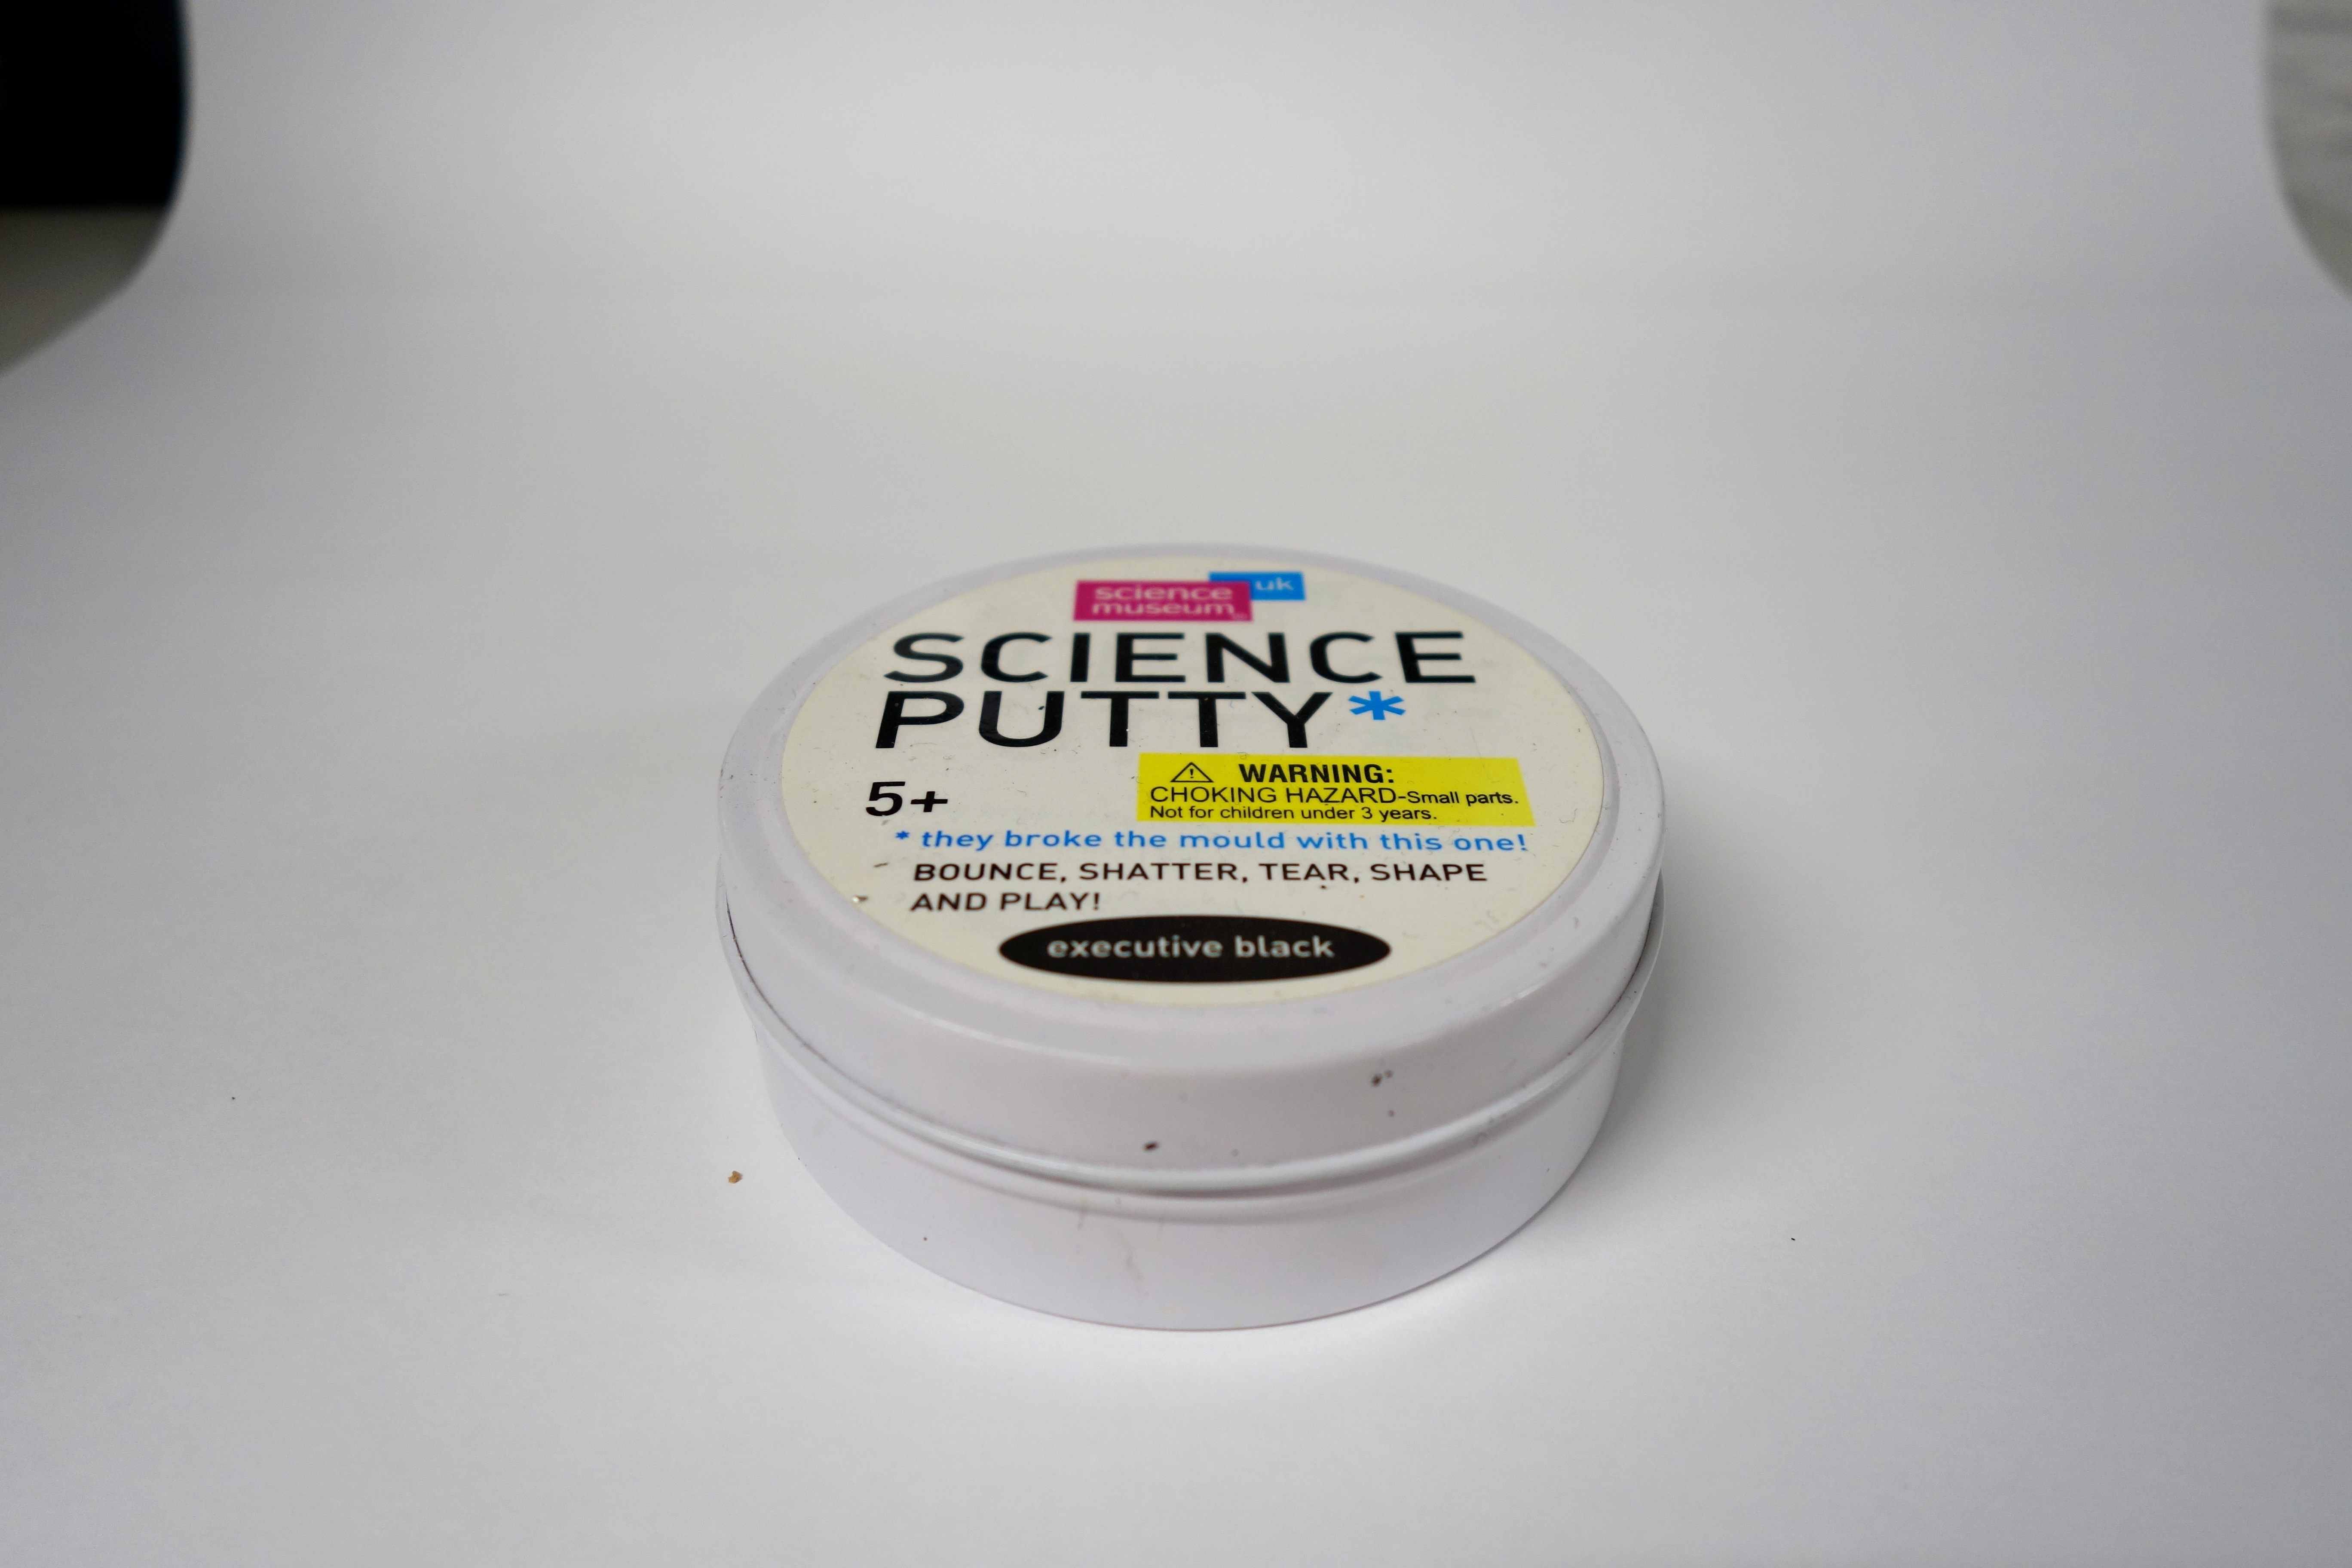 uk
science
museum
SCIENCE
PUTTY*
5+
WARNING:
CHOKING HAZARD-Small parts.
Not for children under 3 years.
* they broke the mould with this one!
BOUNCE, SHATTER, TEAR, SHAPE
AND PLAY!
executive black